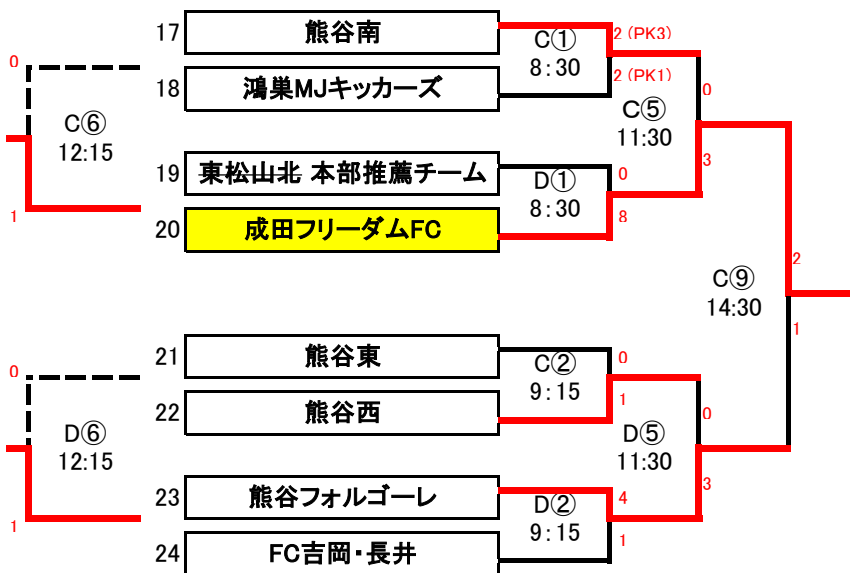 17 熊谷南
C① 8:30
2 (PK3)
2 (PK1)
18 鴻巣MJキッカーズ
0
C⑥
12:15
1
C⑤
11:30
0
3
19 東松山北 本部推薦チーム
D① 8:30
0
8
20 成田フリーダムFC
C⑨
14:30
2
1
21 熊谷東
C②
9:15
0
1
22 熊谷西
0
D⑥
12:15
1
D⑤
11:30
0
3
23 熊谷フォルゴーレ
D②
9:15
4
1
24 FC吉岡・長井